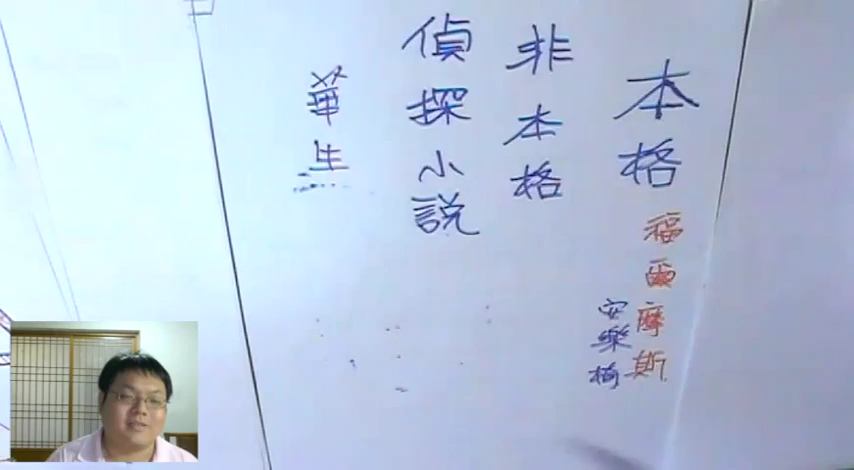 本格
福爾摩斯
安樂椅
非本格
偵探小說
華生